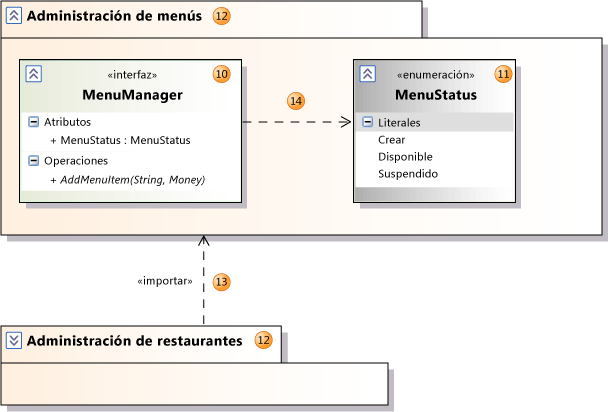 Administración de menús 12
«interfaz» 10
MenuManager
Atributos
+ MenuStatus : MenuStatus
Operaciones
+ AddMenuItem(String, Money)
14
«enumeración» 11
MenuStatus
Literales
Crear
Disponible
Suspendido
«importar» 13
Administración de restaurantes 12